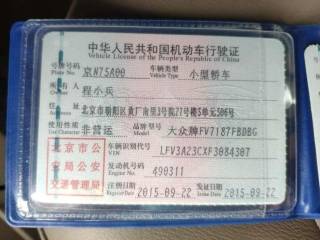 中华人民共和国机动车行驶证
Vehicle License of the People's Republic of China
号牌号码 京N75A00 车辆类型 小型轿车
Plate No. Vehicle Type
所有人 程小兵
Owner
住址 北京市朝阳区黄厂南里3号院27号楼5单元506号
使用性质 非营运 品牌型号 大众牌FV7187FBDBG
Use Character Model
北京市公 车辆识别代号 LFV3A23CXF3084307
VIN
安局公安 发动机号码 490311
Engine No.
交通管理局 注册日期 2015-09-22 发证日期 2015-09-22
Register Date Issue Date